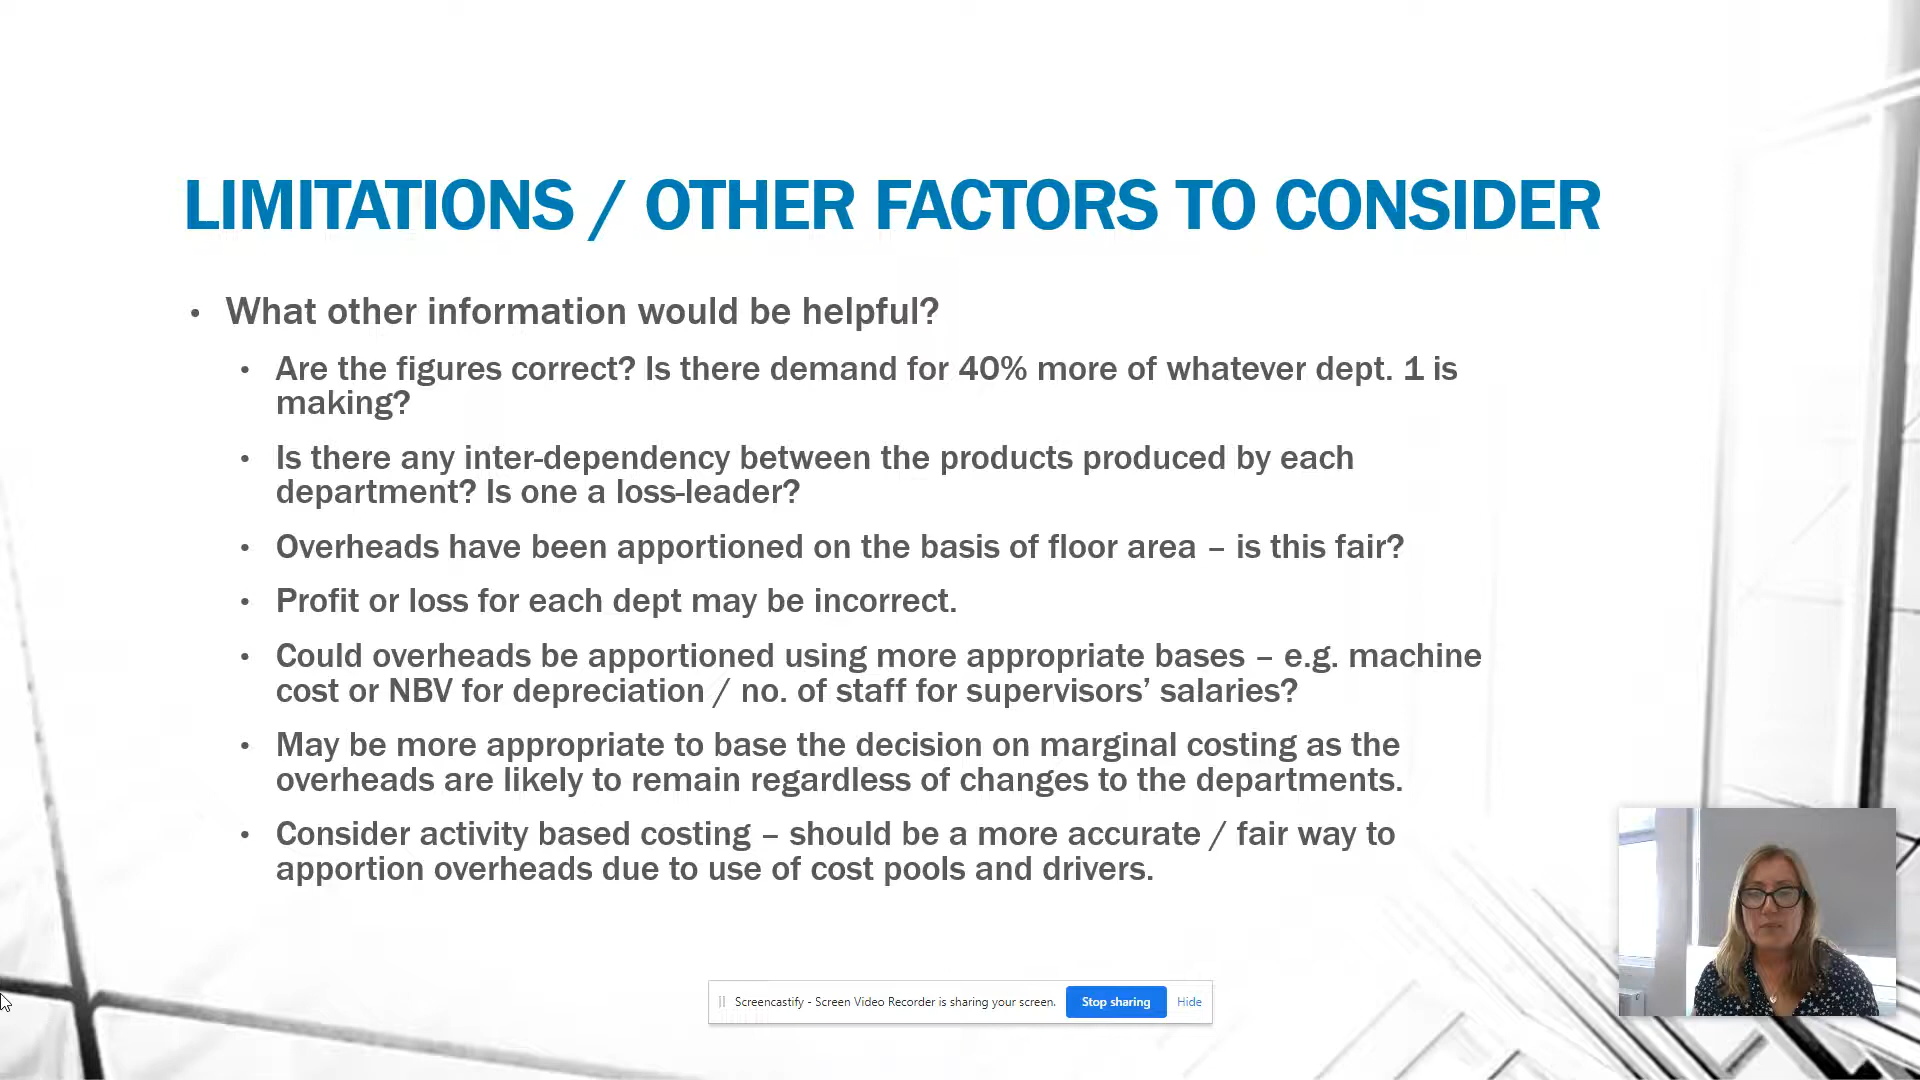 LIMITATIONS / OTHER FACTORS TO CONSIDER
• What other information would be helpful?
• Are the figures correct? Is there demand for 40% more of whatever dept. 1 is
making?
• Is there any inter-dependency between the products produced by each
department? Is one a loss-leader?
• Overheads have been apportioned on the basis of floor area – is this fair?
• Profit or loss for each dept may be incorrect.
• Could overheads be apportioned using more appropriate bases – e.g. machine
cost or NBV for depreciation / no. of staff for supervisors’ salaries?
• May be more appropriate to base the decision on marginal costing as the
overheads are likely to remain regardless of changes to the departments.
• Consider activity based costing – should be a more accurate / fair way to
apportion overheads due to use of cost pools and drivers.
Screencastify - Screen Video Recorder is sharing your screen. Stop sharing Hide